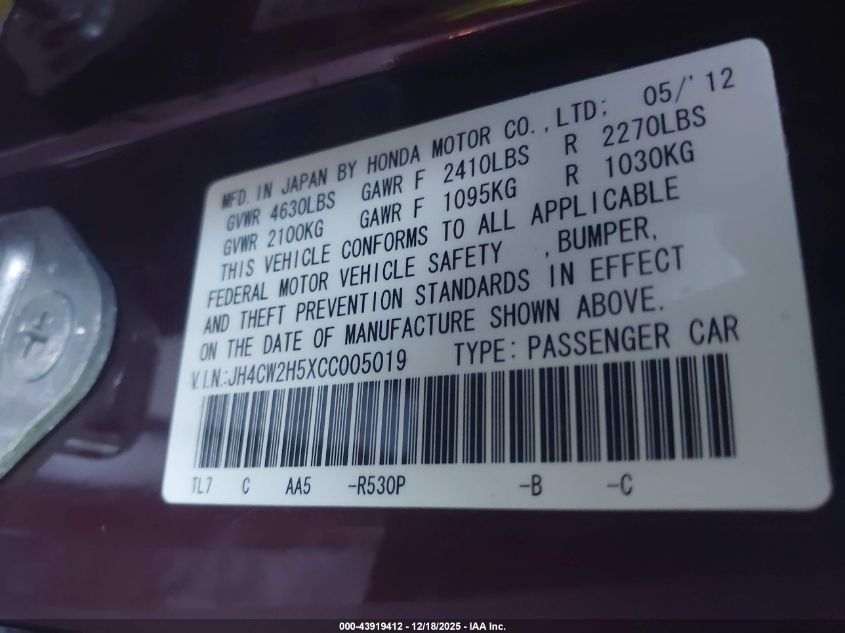 MFD. IN JAPAN BY HONDA MOTOR CO., LTD; 05/'12
GVWR 4630LBS GAWR F 2410LBS R 2270LBS
GVWR 2100KG GAWR F 1095KG R 1030KG
THIS VEHICLE CONFORMS TO ALL APPLICABLE
FEDERAL MOTOR VEHICLE SAFETY , BUMPER,
AND THEFT PREVENTION STANDARDS IN EFFECT
ON THE DATE OF MANUFACTURE SHOWN ABOVE.
V.I.N.:JH4CW2H5XCC005019 TYPE: PASSENGER CAR
TL7 C AA5 -R530P -B -C
000-43919412 - 12/18/2025 - IAA Inc.